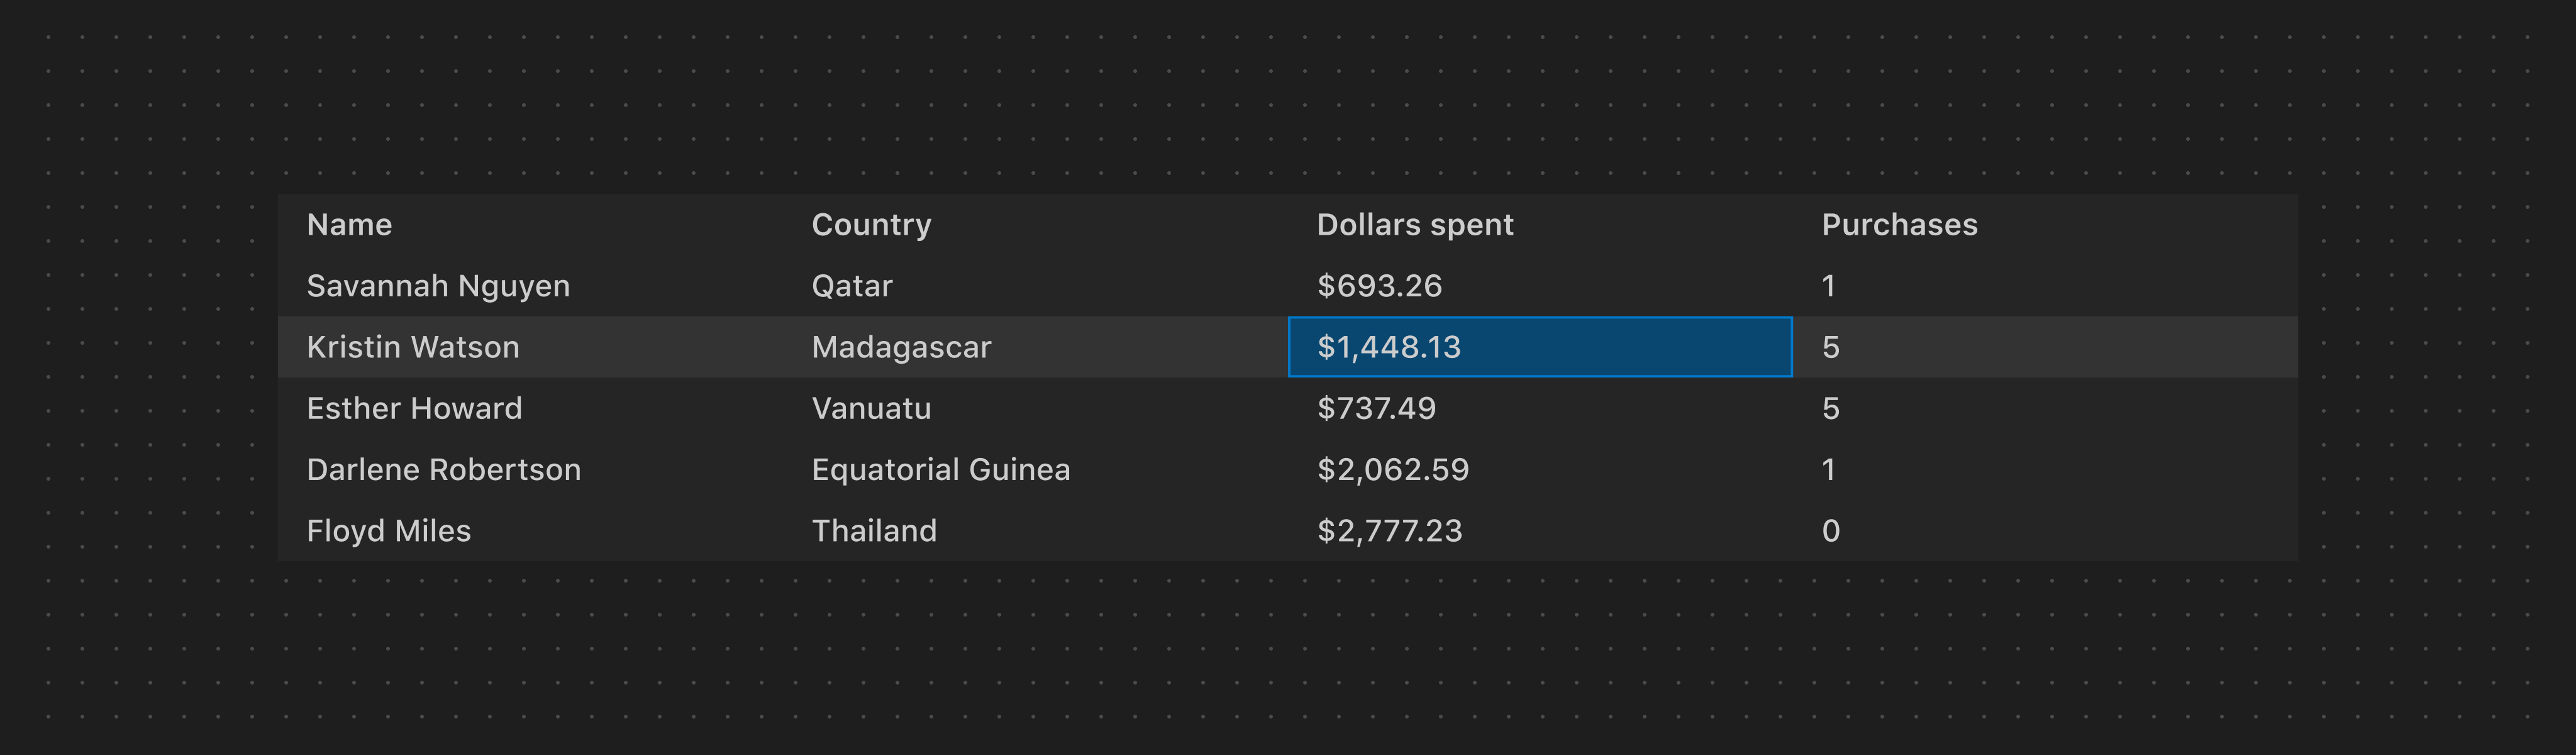 Name Country Dollars spent Purchases
Savannah Nguyen Qatar $693.26 1
Kristin Watson Madagascar $1,448.13 5
Esther Howard Vanuatu $737.49 5
Darlene Robertson Equatorial Guinea $2,062.59 1
Floyd Miles Thailand $2,777.23 0